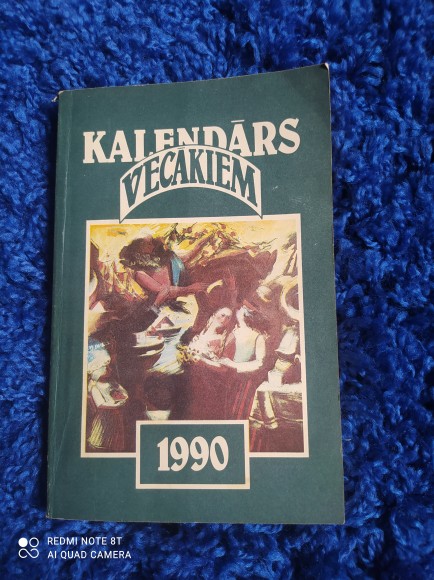 KALENDĀRS
VECĀKIEM
1990
REDMI NOTE 8T
AI QUAD CAMERA